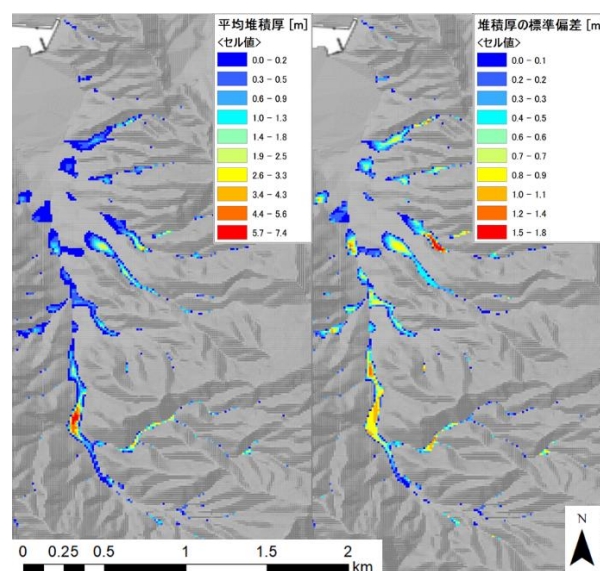 平均堆積厚 [m]
<セル値>
0.0 – 0.2
0.3 – 0.5
0.6 – 0.9
1.0 – 1.3
1.4 – 1.8
1.9 – 2.5
2.6 – 3.3
3.4 – 4.3
4.4 – 5.6
5.7 – 7.4
堆積厚の標準偏差 [m]
<セル値>
0.0 – 0.1
0.2 – 0.2
0.3 – 0.3
0.4 – 0.5
0.6 – 0.6
0.7 – 0.7
0.8 – 0.9
1.0 – 1.1
1.2 – 1.4
1.5 – 1.8
N
0 0.25 0.5 1 1.5 2
km